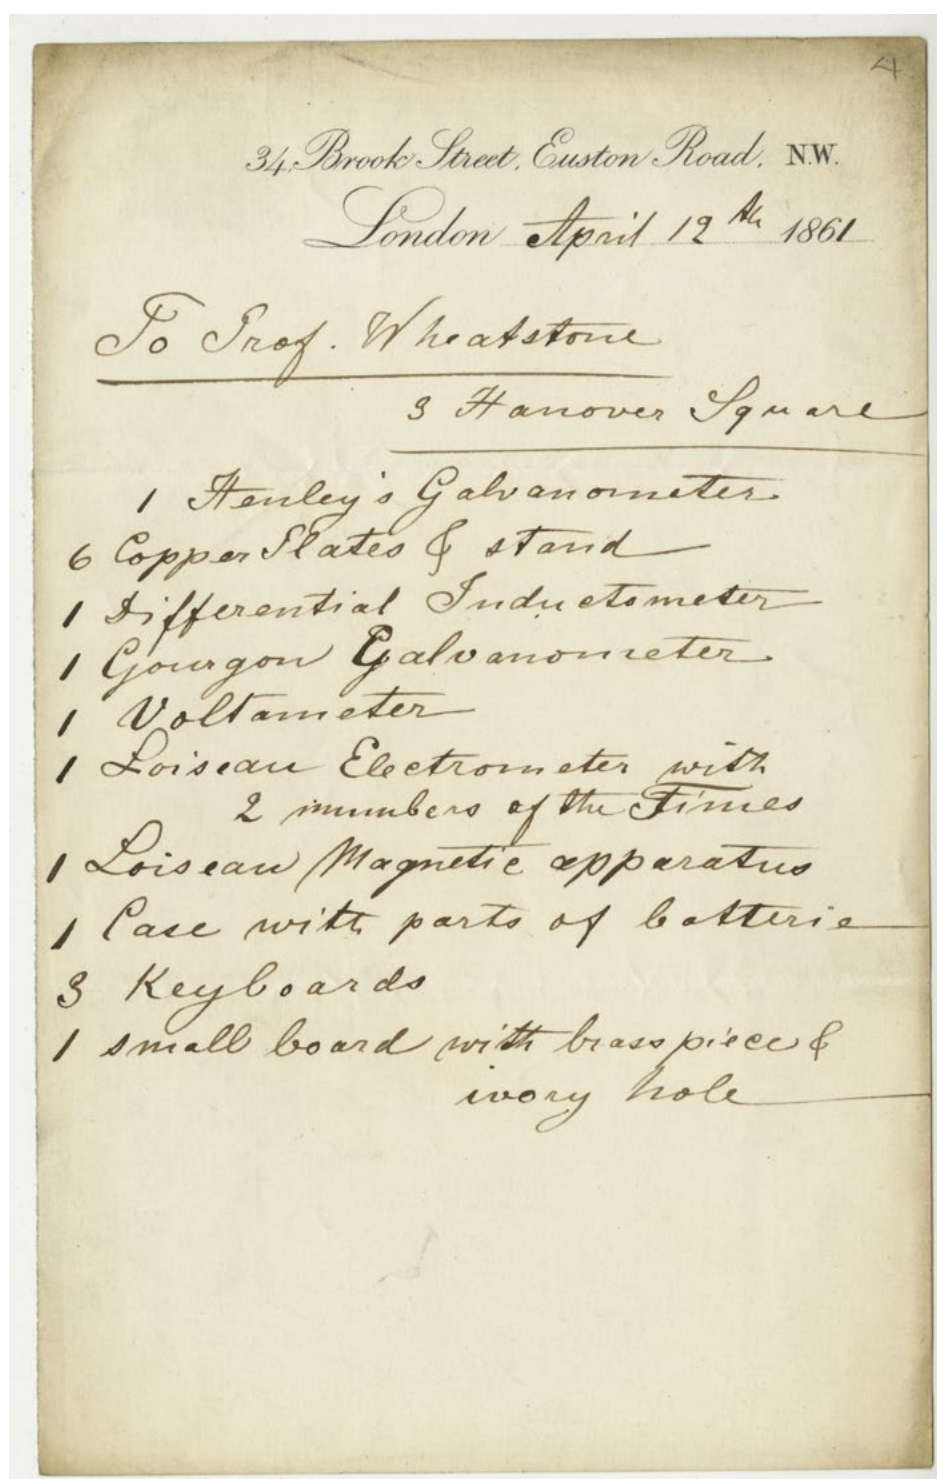 4
34, Brook Street, Euston Road, N.W.
London April 12th 1861
To Prof. Wheatstone
3 Hanover Square
1 Henley's Galvanometer
6 Copper Plates & stand
1 Differential Inductometer
1 Gourgon Galvanometer
1 Voltameter
1 Loiseau Electrometer with
2 numbers of the Times
1 Loiseau Magnetic apparatus
1 Case with parts of batterie
3 Keyboards
1 small board with brass piece &
ivory hole